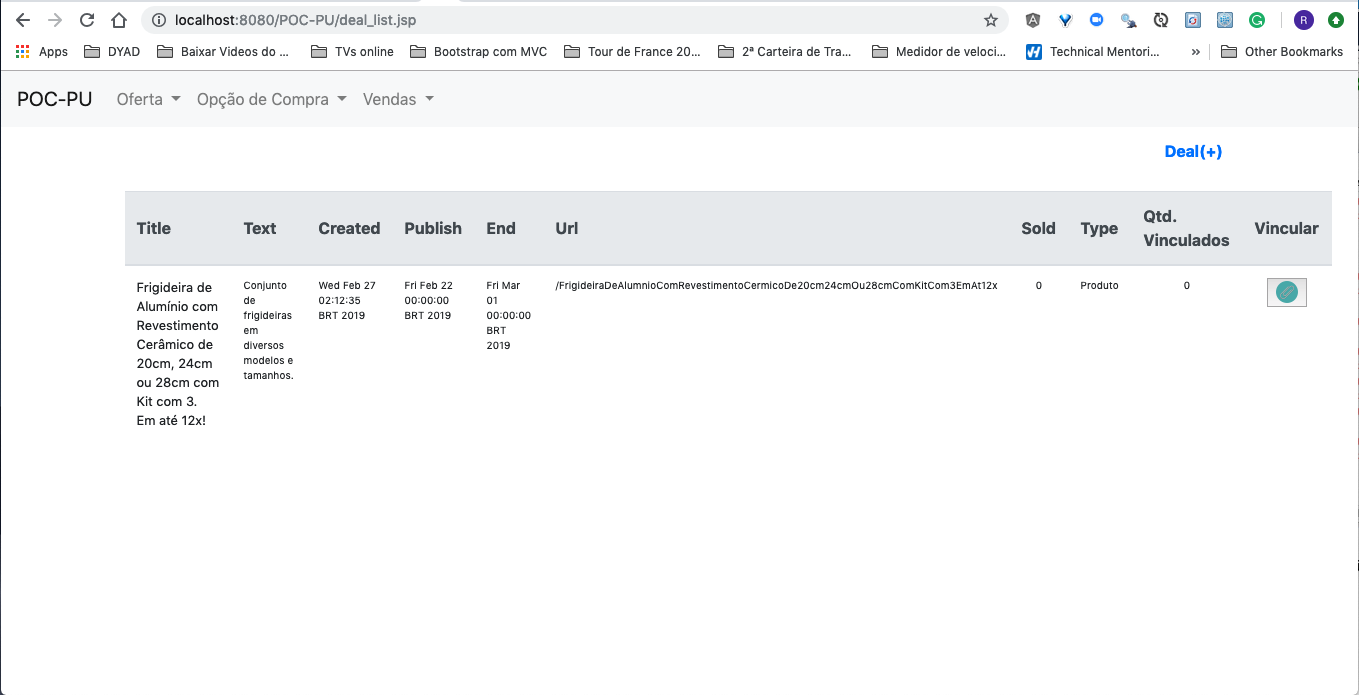 localhost:8080/POC-PU/deal_list.jsp
R
Apps DYAD Baixar Videos do ... TVs online Bootstrap com MVC Tour de France 20... 2ª Carteira de Tra... Medidor de veloci... Technical Mentori... » Other Bookmarks
POC-PU Oferta Opção de Compra Vendas
Deal(+)
Title Text Created Publish End Url Sold Type Qtd. Vinculados Vincular
Frigideira de
Alumínio com
Revestimento
Cerâmico de
20cm, 24cm
ou 28cm com
Kit com 3.
Em até 12x!
Conjunto
de
frigideiras
em
diversos
modelos e
tamanhos.
Wed Feb 27
02:12:35
BRT 2019
Fri Feb 22
00:00:00
BRT 2019
Fri Mar
01
00:00:00
BRT
2019
/FrigideiraDeAlumnioComRevestimentoCermicoDe20cm24cmOu28cmComKitCom3EmAt12x
0
Produto
0